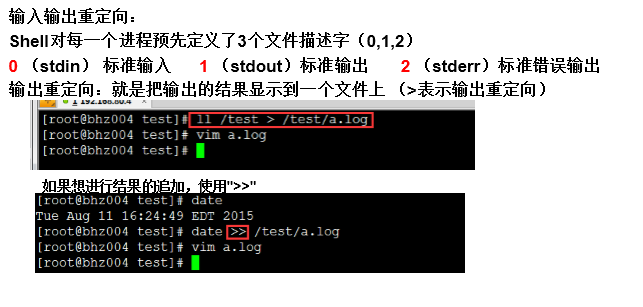 输入输出重定向：
Shell对每一个进程预先定义了3个文件描述字（0,1,2）
0 （stdin） 标准输入 1 （stdout）标准输出 2 （stderr）标准错误输出
输出重定向：就是把输出的结果显示到一个文件上 （>表示输出重定向）
1 192.168.80.4
[root@bhz004 test]# ll /test > /test/a.log
[root@bhz004 test]# vim a.log
[root@bhz004 test]#
如果想进行结果的追加，使用">>"
[root@bhz004 test]# date
Tue Aug 11 16:24:49 EDT 2015
[root@bhz004 test]# date >> /test/a.log
[root@bhz004 test]# vim a.log
[root@bhz004 test]#